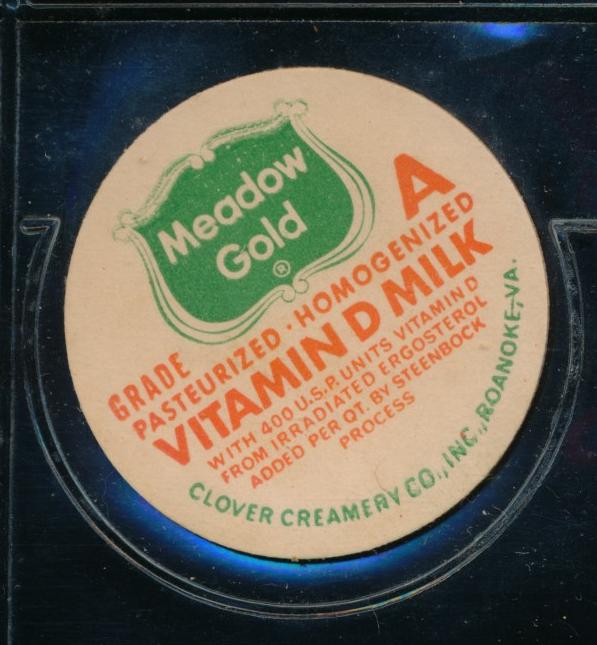 Meadow
Gold
®
GRADE A
PASTEURIZED · HOMOGENIZED
VITAMIN D MILK
WITH 400 U.S.P. UNITS VITAMIN D
FROM IRRADIATED ERGOSTEROL
ADDED PER QT. BY STEENBOCK
PROCESS
CLOVER CREAMERY CO., INC., ROANOKE, VA.